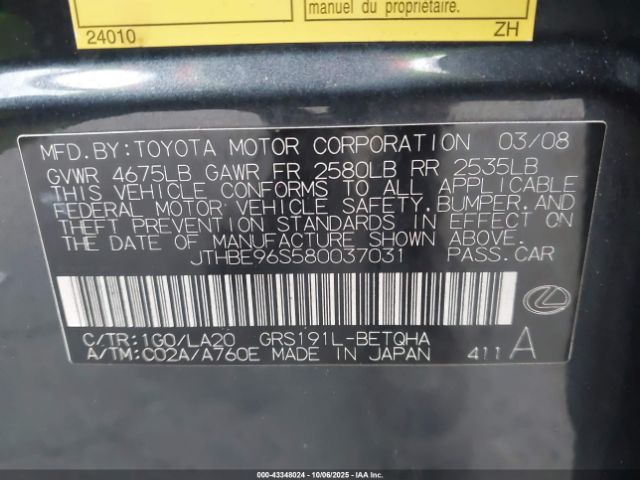 manuel du propriétaire.
24010 ZH
MFD.BY:TOYOTA MOTOR CORPORATION 03/08
GVWR 4675LB GAWR FR 2580LB RR 2535LB
THIS VEHICLE CONFORMS TO ALL APPLICABLE
FEDERAL MOTOR VEHICLE SAFETY,BUMPER,AND
THEFT PREVENTION STANDARDS IN EFFECT ON
THE DATE OF MANUFACTURE SHOWN ABOVE.
JTHBE96S580037031 PASS.CAR
C/TR:1G0/LA20 GRS191L-BETQHA
A/TM:C02A/A760E MADE IN JAPAN 411A
000-43348024 - 10/06/2025 - IAAI Inc. Copyright